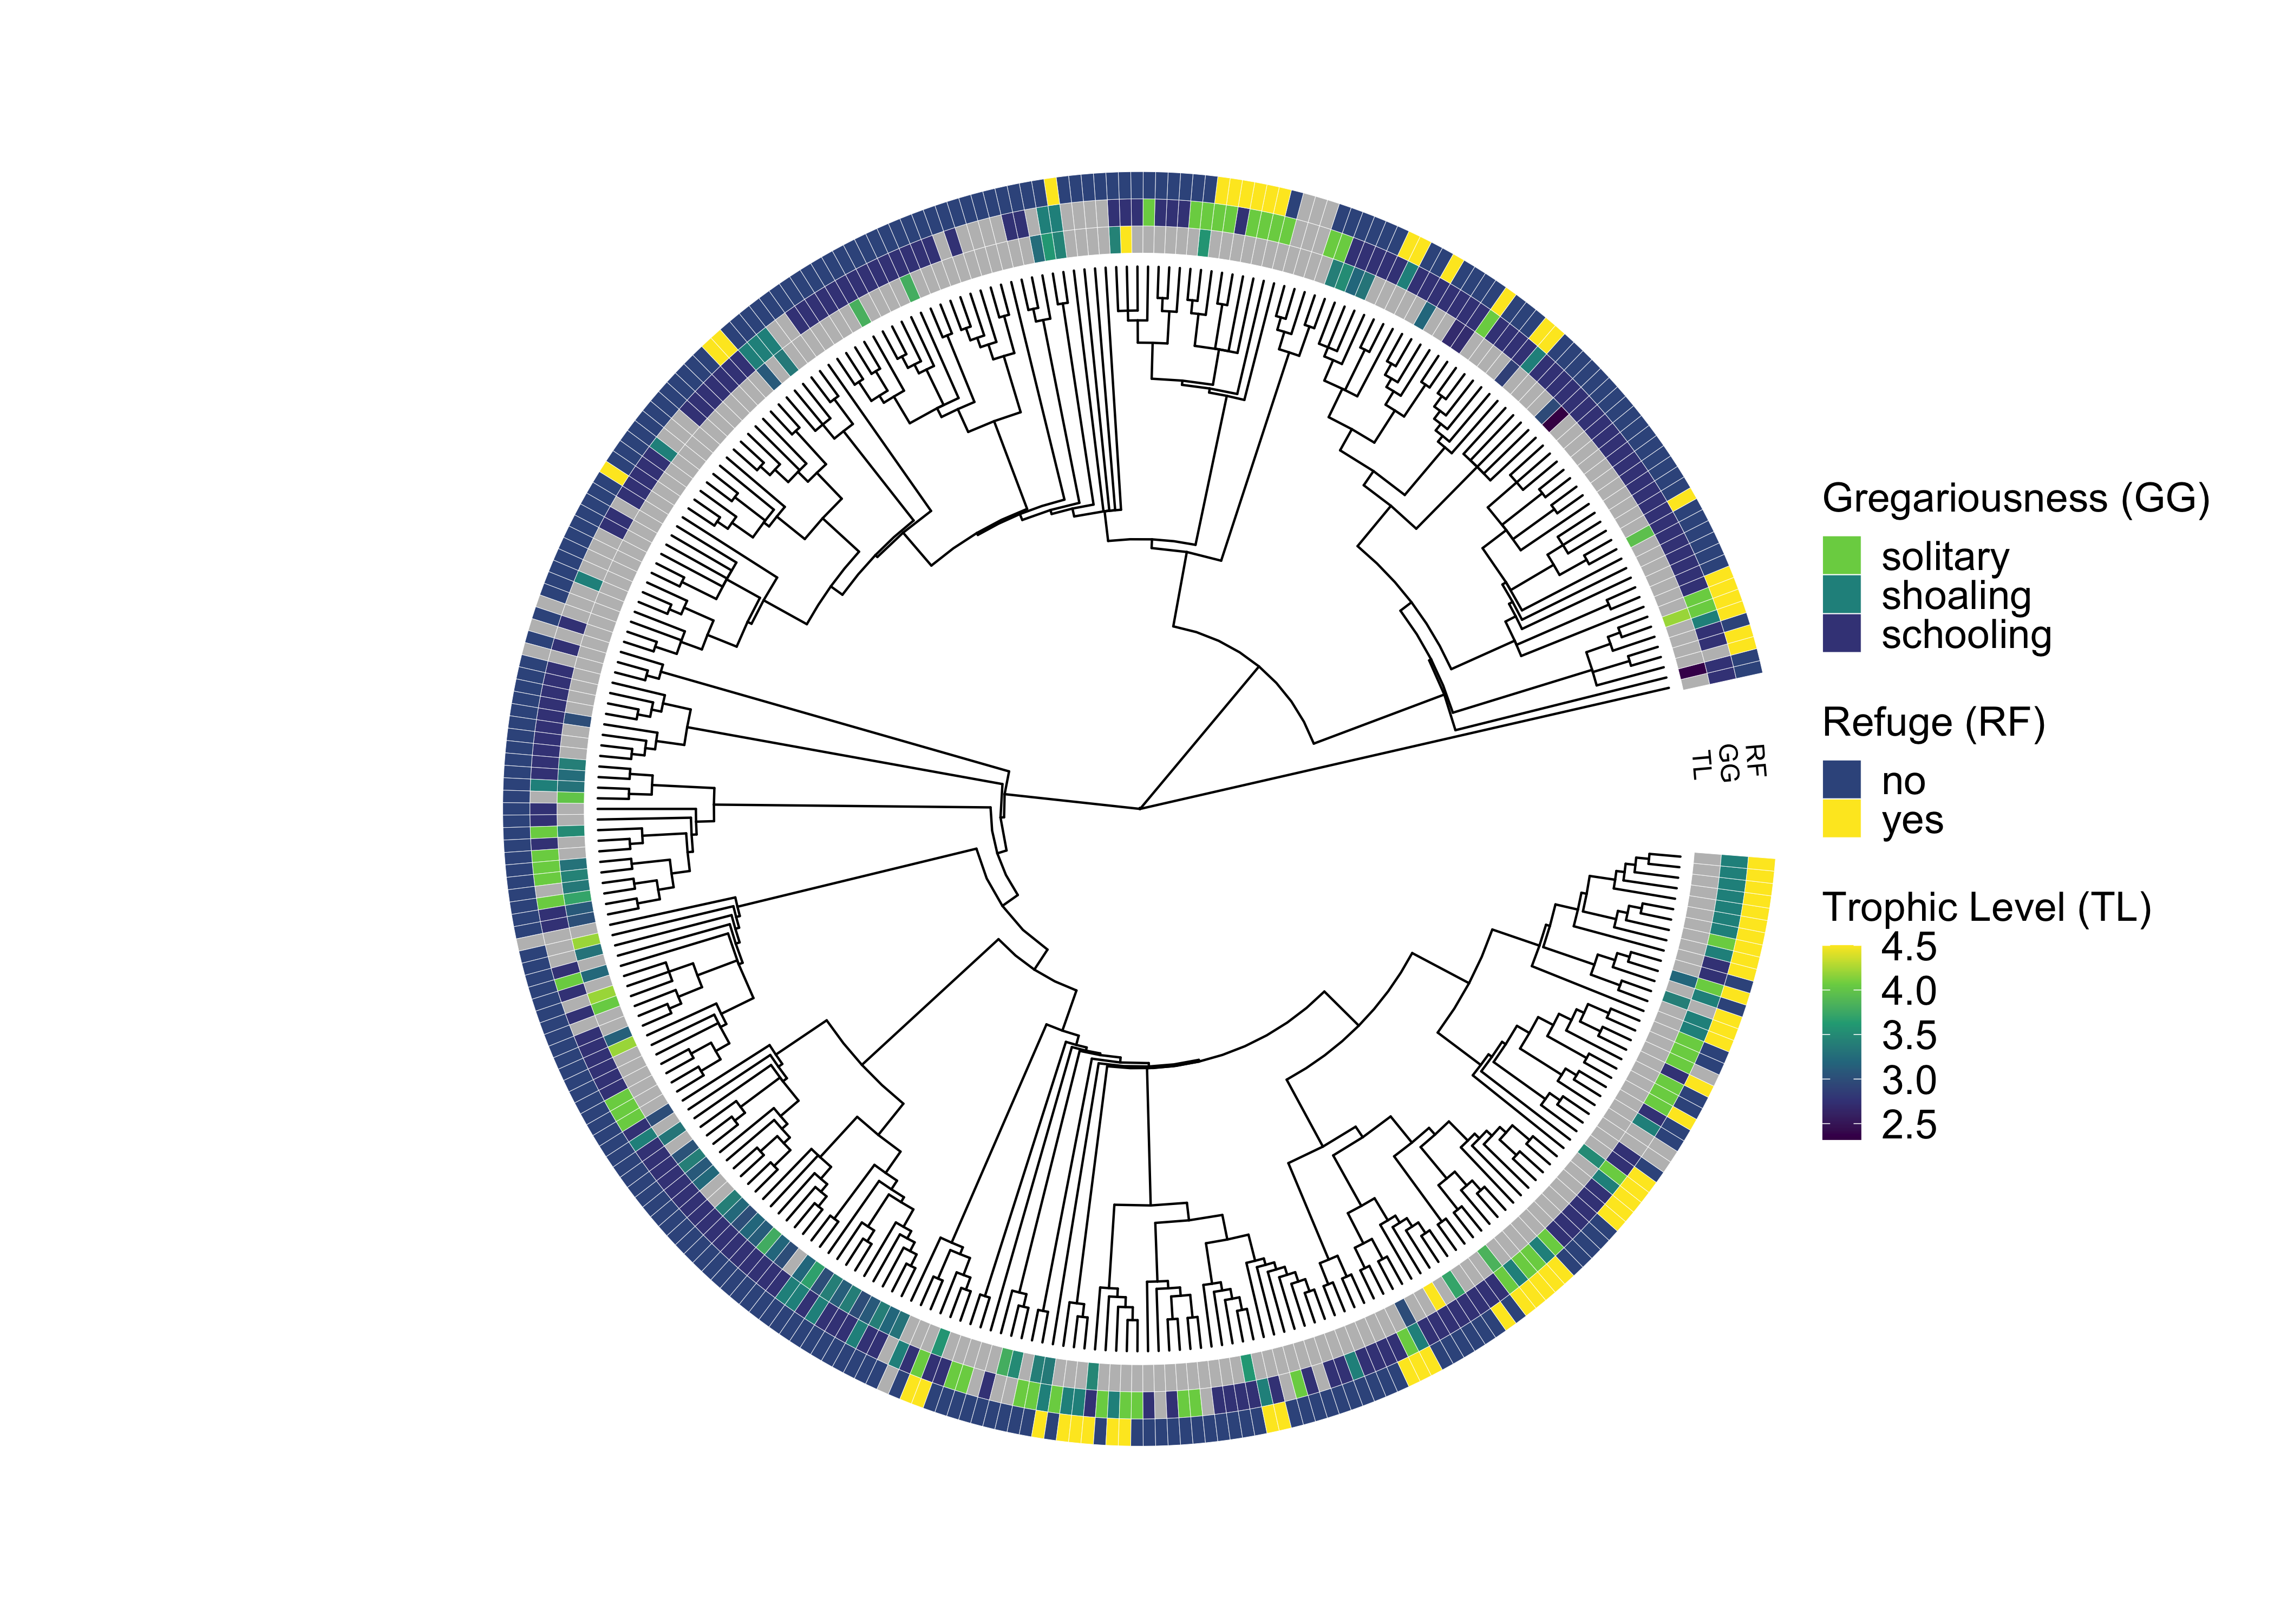 Gregariousness (GG)
solitary
shoaling
schooling
Refuge (RF)
no
yes
Trophic Level (TL)
4.5
4.0
3.5
3.0
2.5
TL
GG
RF